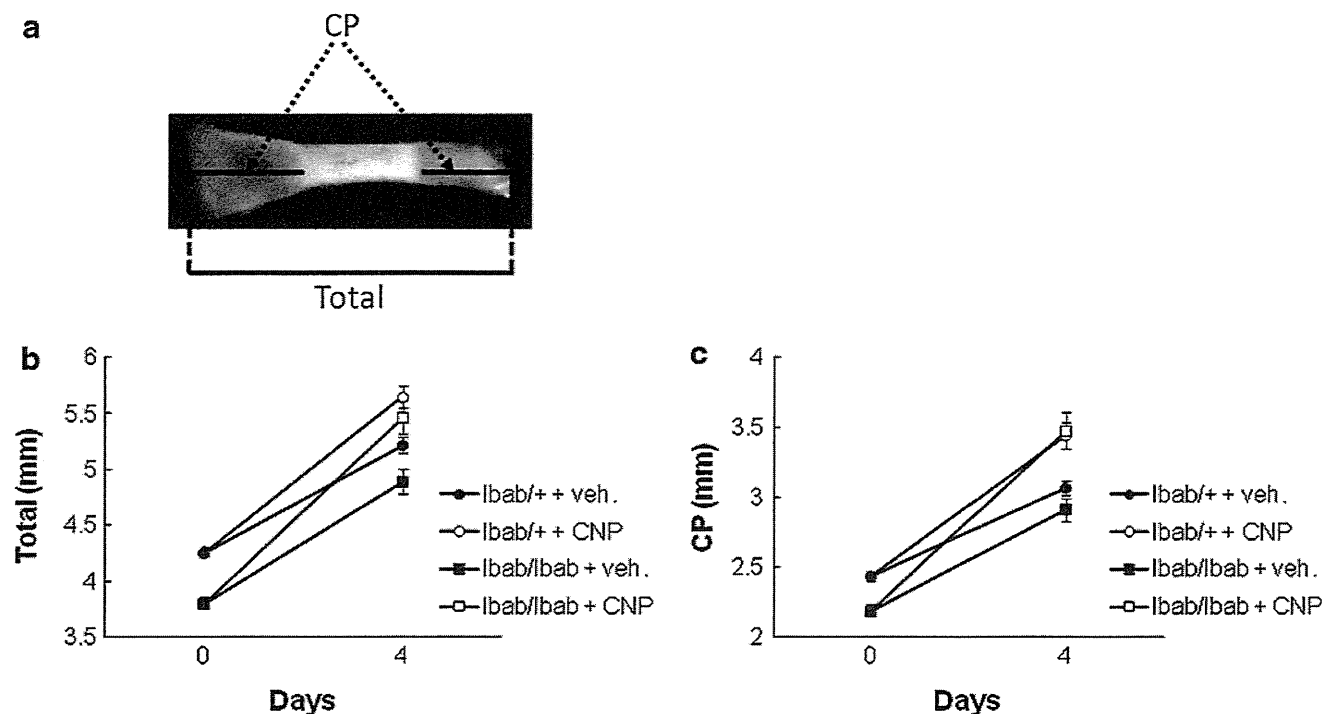 a
CP
Total
b
Total (mm)
6
5.5
5
4.5
4
3.5
0
4
Days
Ibab/+ + veh.
Ibab/+ + CNP
Ibab/Ibab + veh.
Ibab/Ibab + CNP
c
CP (mm)
4
3.5
3
2.5
2
0
4
Days
Ibab/+ + veh.
Ibab/+ + CNP
Ibab/Ibab + veh.
Ibab/Ibab + CNP